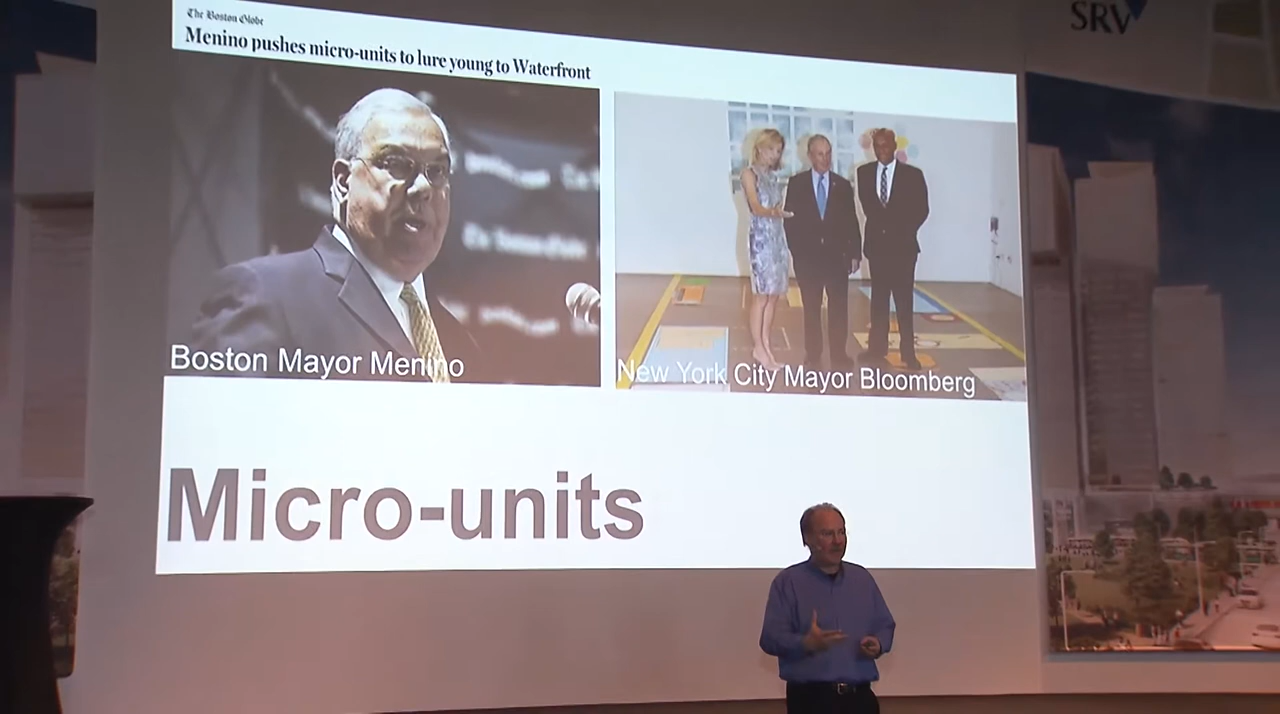 The Boston Globe
Menino pushes micro-units to lure young to Waterfront
SRV
Boston Mayor Menino
New York City Mayor Bloomberg
Micro-units